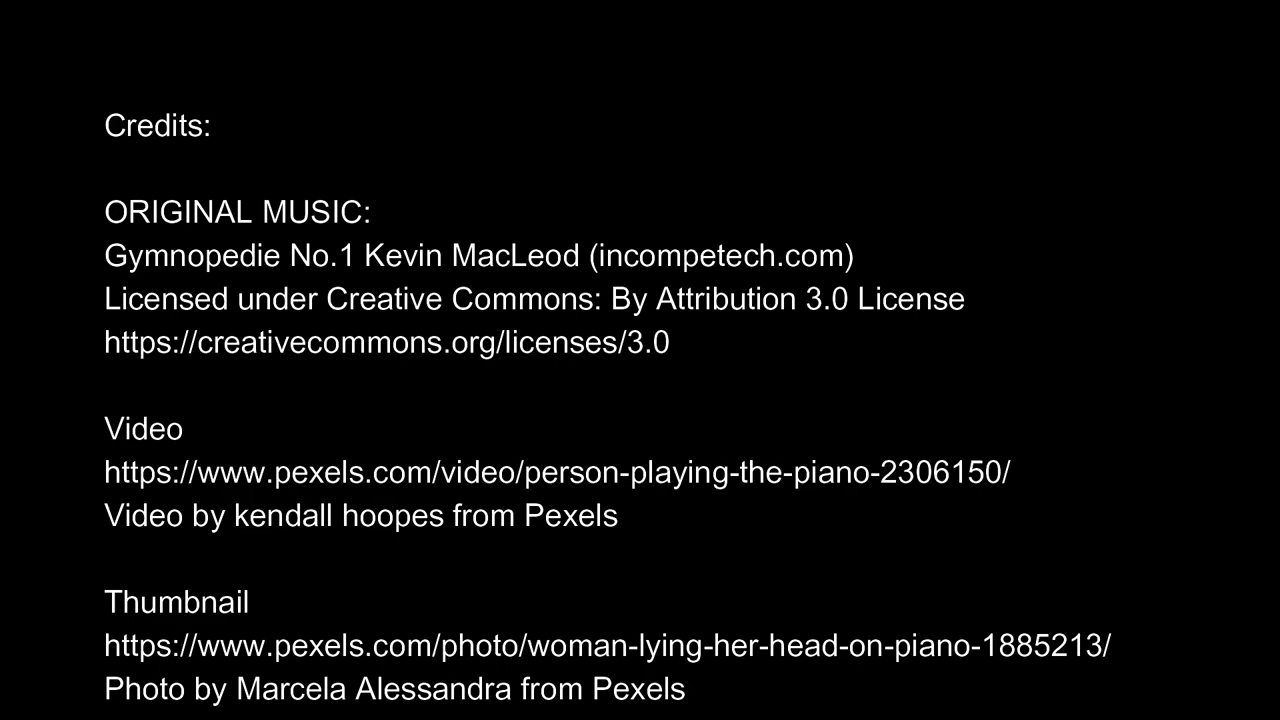 Credits:
ORIGINAL MUSIC:
Gymnopedie No.1 Kevin MacLeod (incompetech.com)
Licensed under Creative Commons: By Attribution 3.0 License
https://creativecommons.org/licenses/3.0
Video
https://www.pexels.com/video/person-playing-the-piano-2306150/
Video by kendall hoopes from Pexels
Thumbnail
https://www.pexels.com/photo/woman-lying-her-head-on-piano-1885213/
Photo by Marcela Alessandra from Pexels